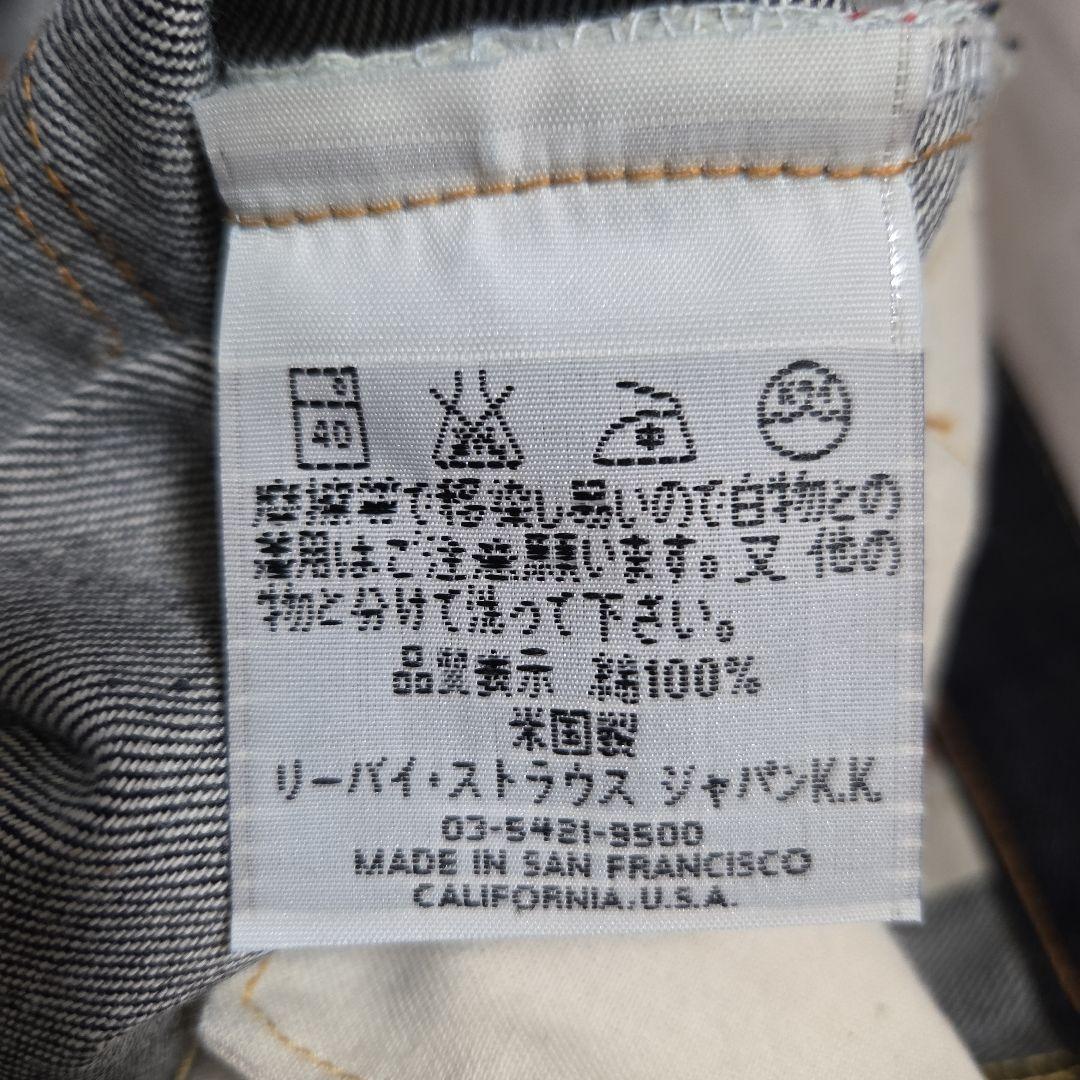 40
摩擦等で移染し易いので白物との
着用はご注意願います。又 他の
物と分けて洗って下さい。
品質表示 綿100%
米国製
リーバイ・ストラウス ジャパンK.K.
03-5421-9500
MADE IN SAN FRANCISCO
CALIFORNIA. U.S.A.